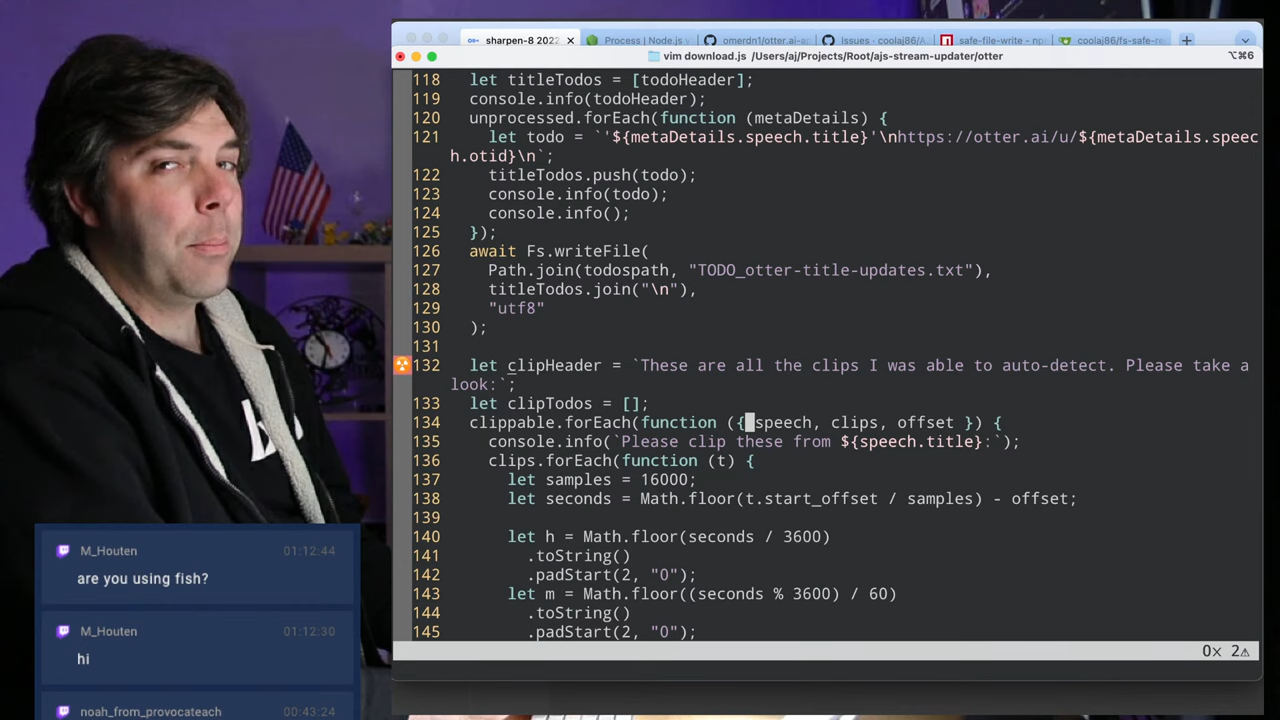 sharpen-8 2022
Process | Node.js v
omerdn1/otter.ai-a
Issues · coolaj86/
safe-file-write - np
coolaj86/fs-safe-re
vim download.js /Users/aj/Projects/Root/ajs-stream-updater/otter
⌥⌘6
118 let titleTodos = [todoHeader];
119 console.info(todoHeader);
120 unprocessed.forEach(function (metaDetails) {
121 let todo = `'${metaDetails.speech.title}'\nhttps://otter.ai/u/${metaDetails.speec
h.otid}\n`;
122 titleTodos.push(todo);
123 console.info(todo);
124 console.info();
125 });
126 await Fs.writeFile(
127 Path.join(todospath, "TODO_otter-title-updates.txt"),
128 titleTodos.join("\n"),
129 "utf8"
130 );
131
132 let clipHeader = `These are all the clips I was able to auto-detect. Please take a
look:`;
133 let clipTodos = [];
134 clippable.forEach(function ({ speech, clips, offset }) {
135 console.info(`Please clip these from ${speech.title}:`);
136 clips.forEach(function (t) {
137 let samples = 16000;
138 let seconds = Math.floor(t.start_offset / samples) - offset;
139
140 let h = Math.floor(seconds / 3600)
141 .toString()
142 .padStart(2, "0");
143 let m = Math.floor((seconds % 3600) / 60)
144 .toString()
145 .padStart(2, "0");
0× 2⚠
M_Houten 01:12:44
are you using fish?
M_Houten 01:12:30
hi
noah_from_provocateach 00:43:24